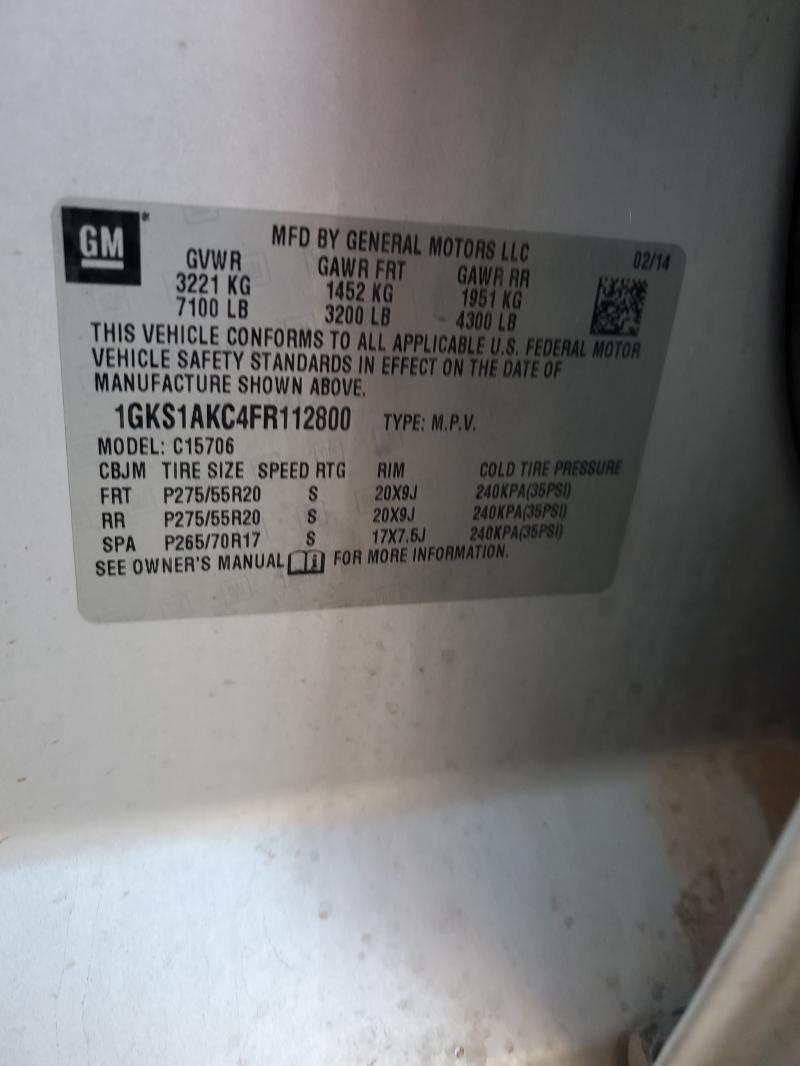 GM
MFD BY GENERAL MOTORS LLC 02/14
GVWR GAWR FRT GAWR RR
3221 KG 1452 KG 1951 KG
7100 LB 3200 LB 4300 LB
THIS VEHICLE CONFORMS TO ALL APPLICABLE U.S. FEDERAL MOTOR
VEHICLE SAFETY STANDARDS IN EFFECT ON THE DATE OF
MANUFACTURE SHOWN ABOVE.
1GKS1AKC4FR112800 TYPE: M.P.V.
MODEL: C15706
CBJM TIRE SIZE SPEED RTG RIM COLD TIRE PRESSURE
FRT P275/55R20 S 20X9J 240KPA(35PSI)
RR P275/55R20 S 20X9J 240KPA(35PSI)
SPA P265/70R17 S 17X7.5J 240KPA(35PSI)
SEE OWNER'S MANUAL i FOR MORE INFORMATION.